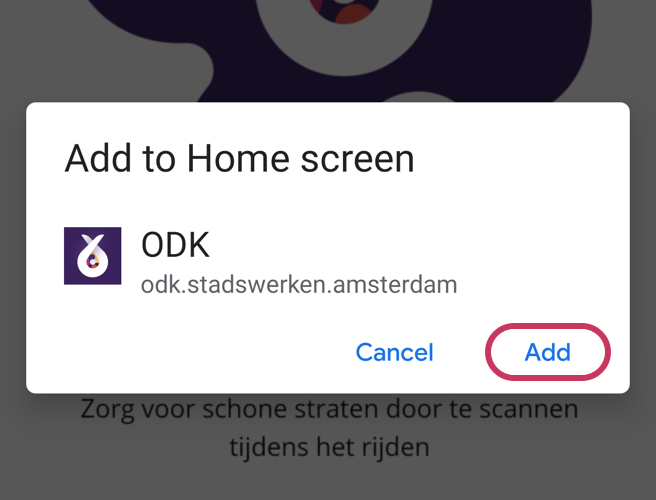 Add to Home screen
ODK
odk.stadswerken.amsterdam
Cancel Add
Zorg voor schone straten door te scannen
tijdens het rijden